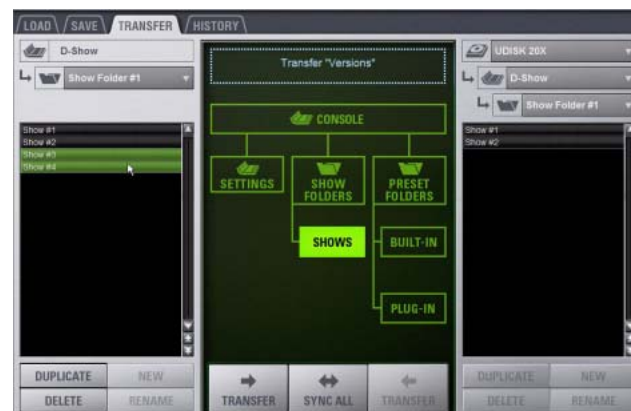 LOAD
SAVE
TRANSFER
HISTORY
D-Show
Show Folder #1
Show #1
Show #2
Show #3
Show #4
DUPLICATE
NEW
DELETE
RENAME
Transfer "Versions"
CONSOLE
SETTINGS
SHOW
FOLDERS
PRESET
FOLDERS
SHOWS
BUILT-IN
PLUG-IN
TRANSFER
SYNC ALL
TRANSFER
UDISK 20X
D-Show
Show Folder #1
Show #1
Show #2
DUPLICATE
NEW
DELETE
RENAME